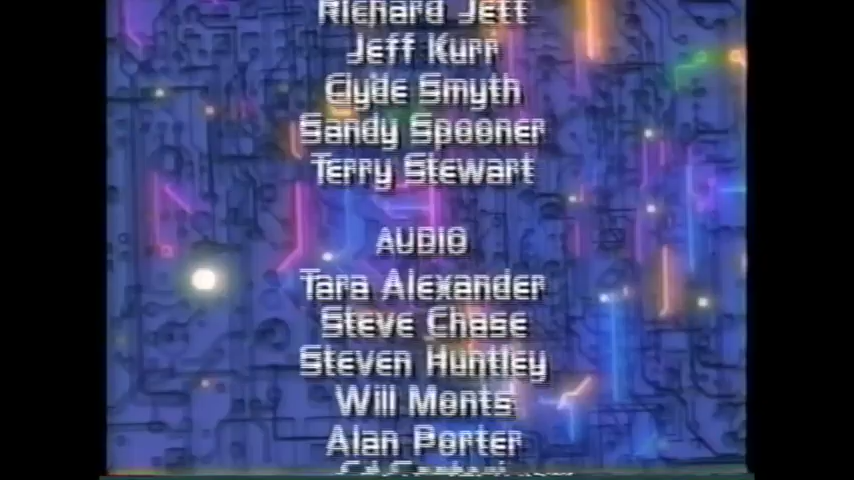 Richard Jett
Jeff Kurr
Clyde Smyth
Sandy Spooner
Terry Stewart
AUDIO
Tara Alexander
Steve Chase
Steven Huntley
Will Monts
Alan Porter